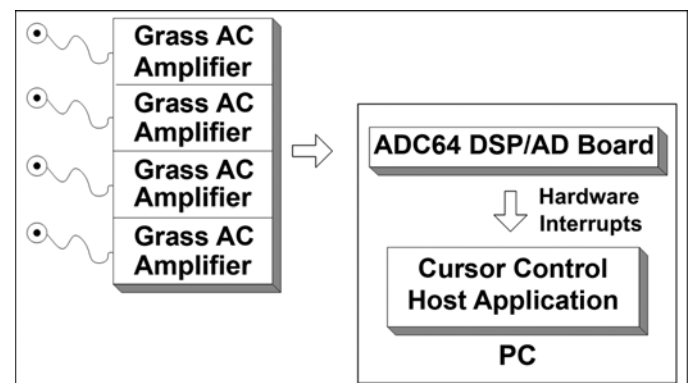 Grass AC
Amplifier
Grass AC
Amplifier
Grass AC
Amplifier
Grass AC
Amplifier
ADC64 DSP/AD Board
Hardware
Interrupts
Cursor Control
Host Application
PC